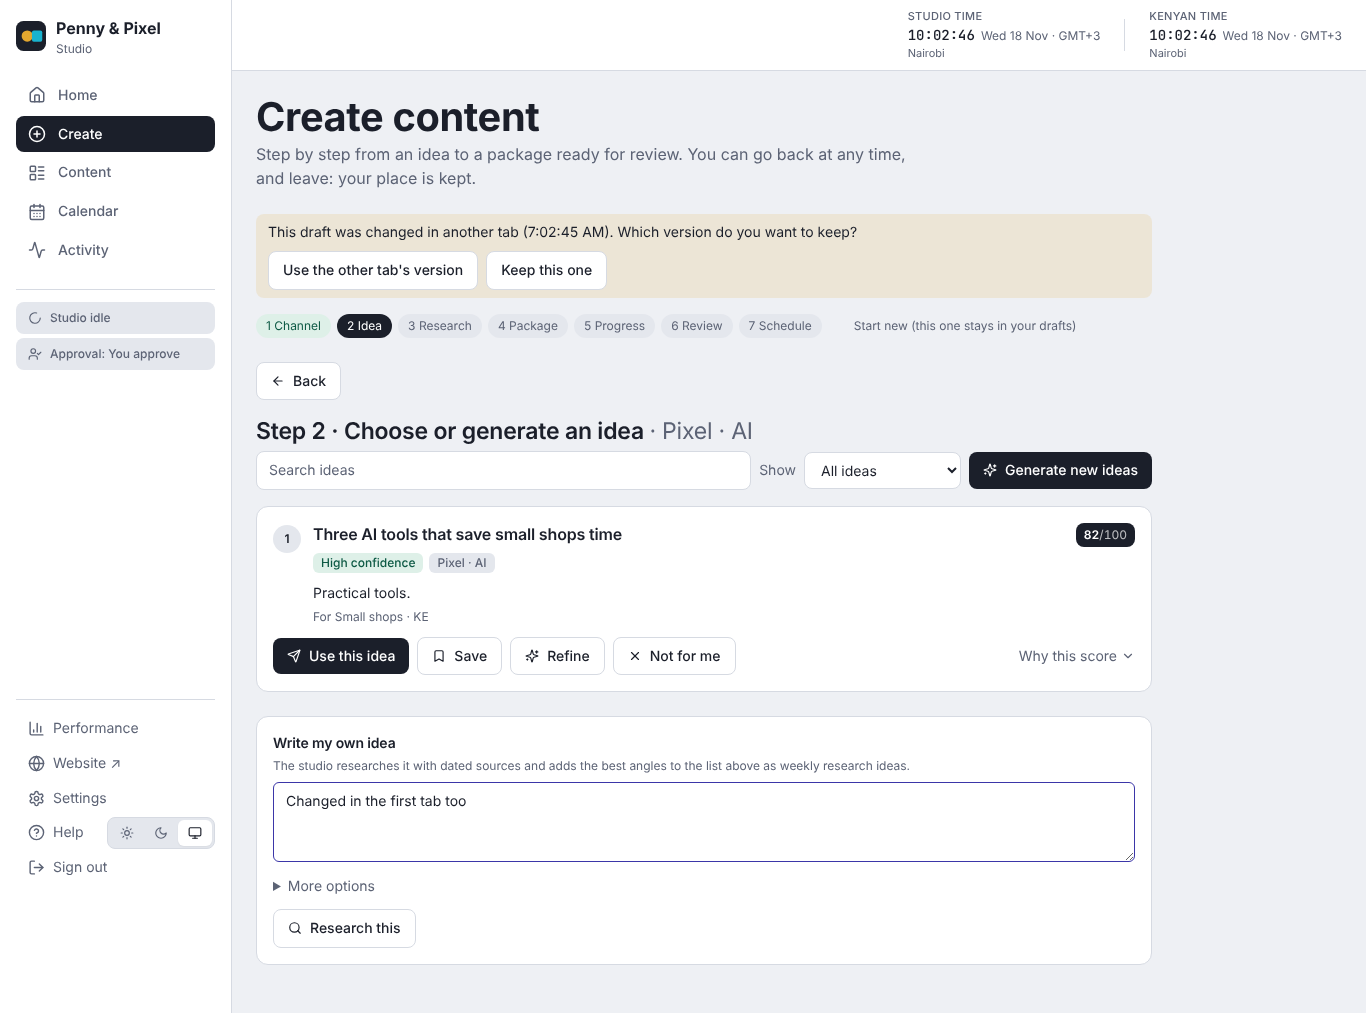 Penny & Pixel
Studio
Home
Create
Content
Calendar
Activity
Studio idle
Approval: You approve
Performance
Website ↗
Settings
Help
Sign out
STUDIO TIME
10:02:46 Wed 18 Nov · GMT+3
Nairobi
KENYAN TIME
10:02:46 Wed 18 Nov · GMT+3
Nairobi
Create content
Step by step from an idea to a package ready for review. You can go back at any time,
and leave: your place is kept.
This draft was changed in another tab (7:02:45 AM). Which version do you want to keep?
Use the other tab's version
Keep this one
1 Channel
2 Idea
3 Research
4 Package
5 Progress
6 Review
7 Schedule
Start new (this one stays in your drafts)
Back
Step 2 · Choose or generate an idea · Pixel · AI
Search ideas
Show
All ideas
Generate new ideas
1
Three AI tools that save small shops time
82/100
High confidence
Pixel · AI
Practical tools.
For Small shops · KE
Use this idea
Save
Refine
Not for me
Why this score
Write my own idea
The studio researches it with dated sources and adds the best angles to the list above as weekly research ideas.
Changed in the first tab too
More options
Research this